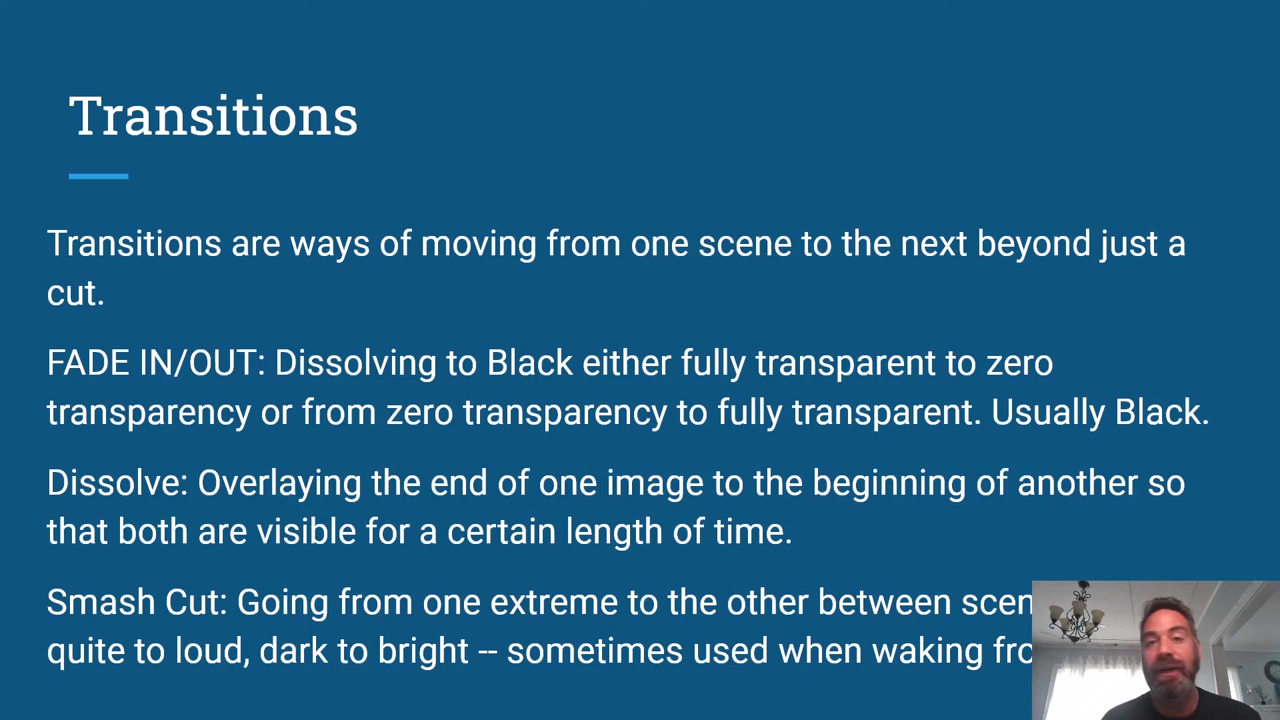 Transitions
Transitions are ways of moving from one scene to the next beyond just a
cut.
FADE IN/OUT: Dissolving to Black either fully transparent to zero
transparency or from zero transparency to fully transparent. Usually Black.
Dissolve: Overlaying the end of one image to the beginning of another so
that both are visible for a certain length of time.
Smash Cut: Going from one extreme to the other between
quite to loud, dark to bright -- sometimes used when waking